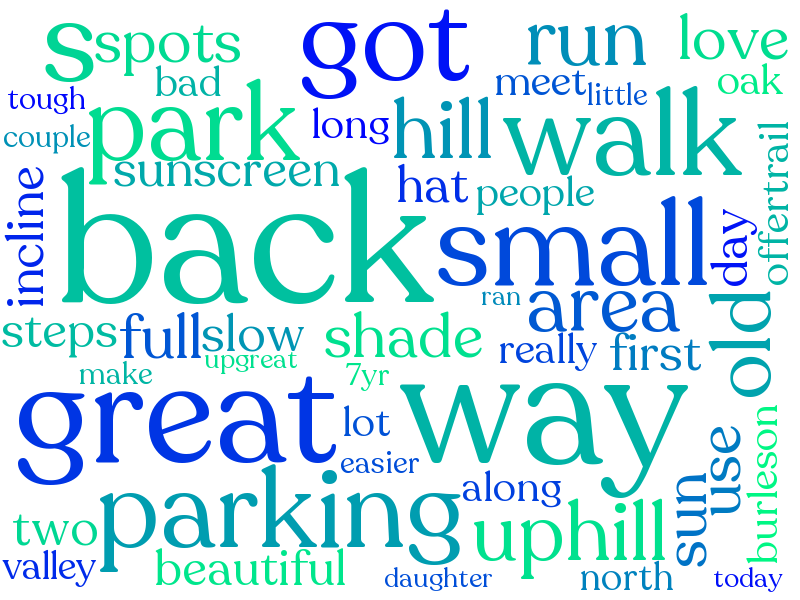 s
spots
got
run
love
bad
meet
little
oak
tough
park
long
hill
walk
couple
sunscreen
hat
people
offertrail
incline
back
small
day
ran
area
old
steps
full
slow
shade
really
first
upgreat
make
7yr
great
way
lot
easier
parking
along
uphill
sun
use
burleson
two
valley
beautiful
daughter
north
today